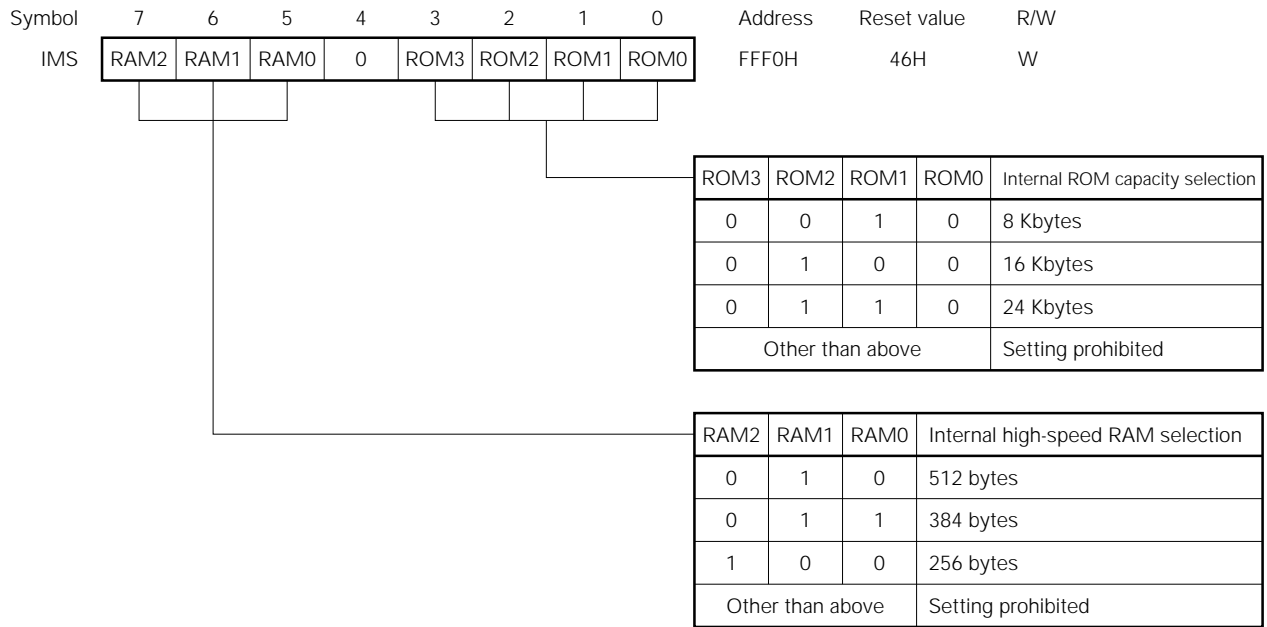 Symbol 7 6 5 4 3 2 1 0 Address Reset value R/W
IMS RAM2 RAM1 RAM0 0 ROM3 ROM2 ROM1 ROM0 FFF0H 46H W
ROM3 ROM2 ROM1 ROM0 Internal ROM capacity selection
0 0 1 0 8 Kbytes
0 1 0 0 16 Kbytes
0 1 1 0 24 Kbytes
Other than above Setting prohibited
RAM2 RAM1 RAM0 Internal high-speed RAM selection
0 1 0 512 bytes
0 1 1 384 bytes
1 0 0 256 bytes
Other than above Setting prohibited